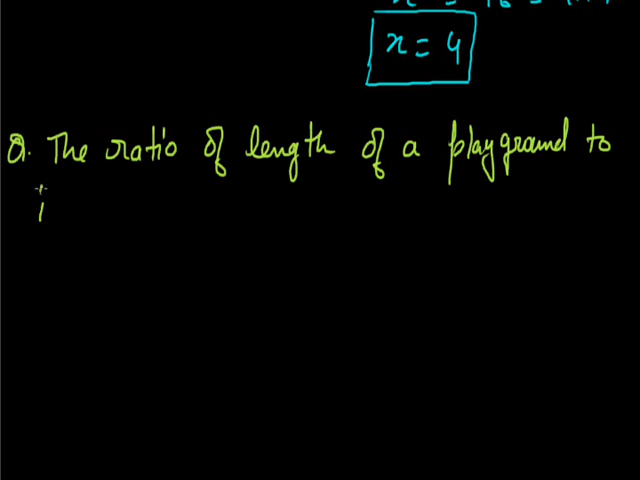 x = 4
Q. The ratio of length of a playground to